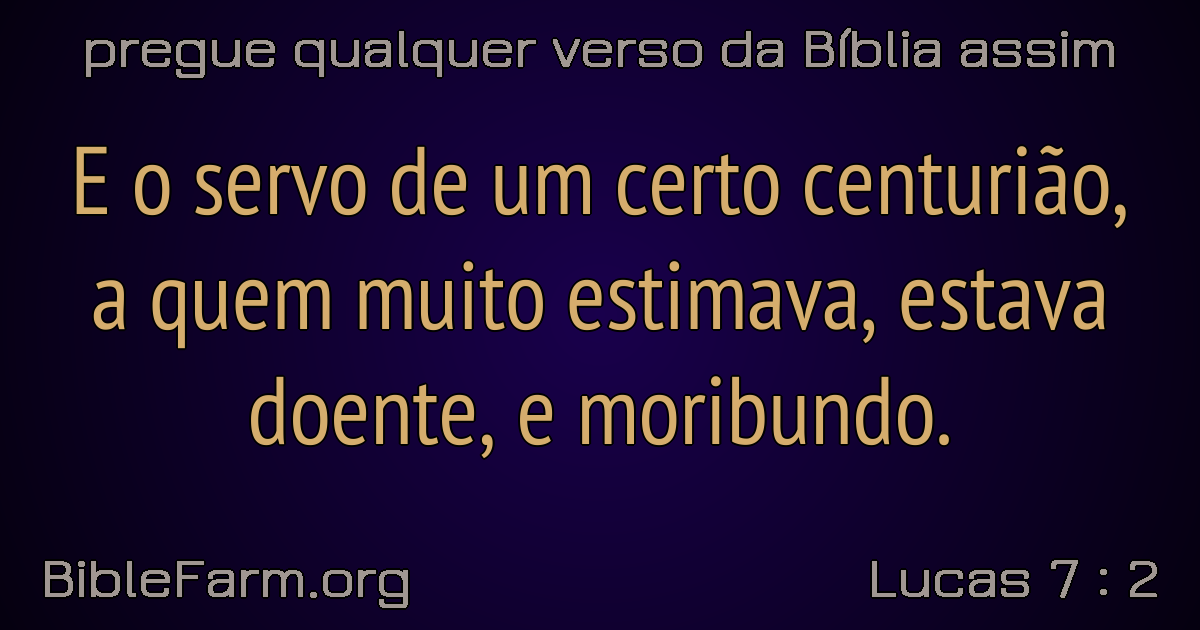 pregue qualquer verso da Bíblia assim
E o servo de um certo centurião,
a quem muito estimava, estava
doente, e moribundo.
BibleFarm.org
Lucas 7 : 2